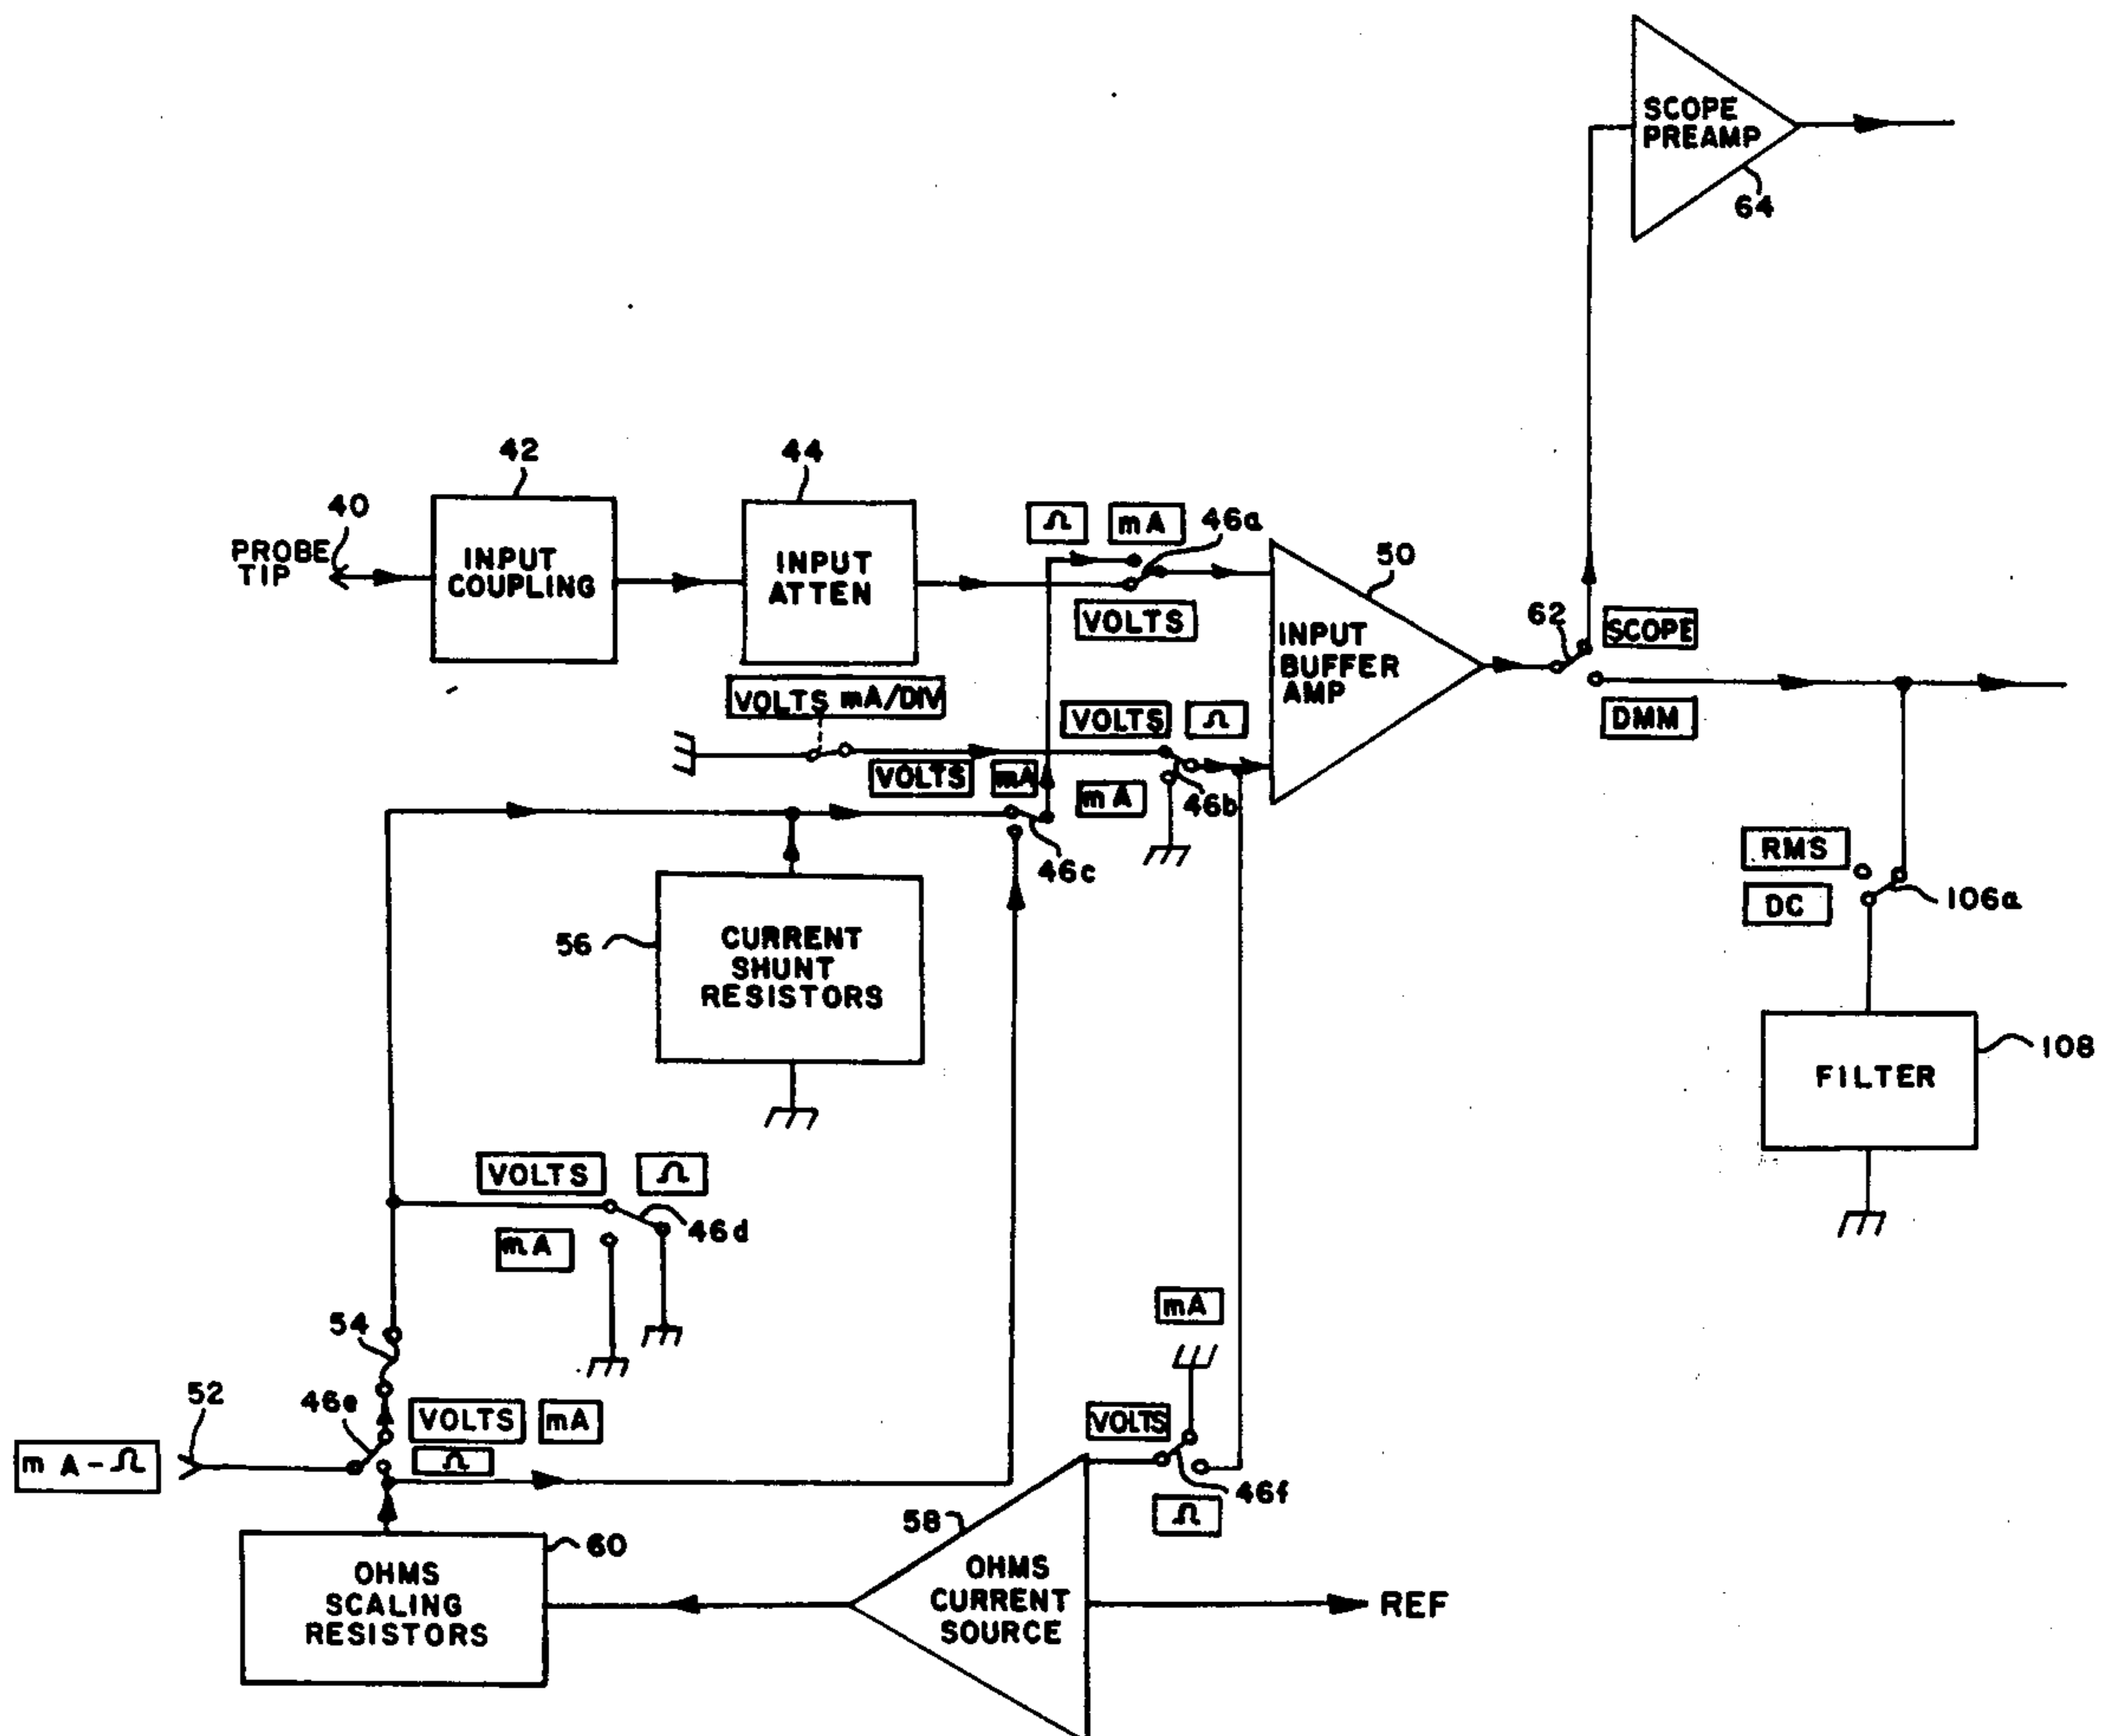 SCOPE
PREAMP
64
42
44
40
PROBE
TIP
INPUT
COUPLING
INPUT
ATTEN
Ω
mA
46a
VOLTS
50
INPUT
BUFFER
AMP
62
SCOPE
DMM
VOLTS mA/DIV
VOLTS
Ω
VOLTS
mA
mA
46b
46c
RMS
DC
106a
56
CURRENT
SHUNT
RESISTORS
108
FILTER
VOLTS
Ω
46d
mA
54
mA
52
46e
VOLTS
mA
VOLTS
mA-Ω
Ω
46f
Ω
58
60
OHMS
SCALING
RESISTORS
OHMS
CURRENT
SOURCE
REF